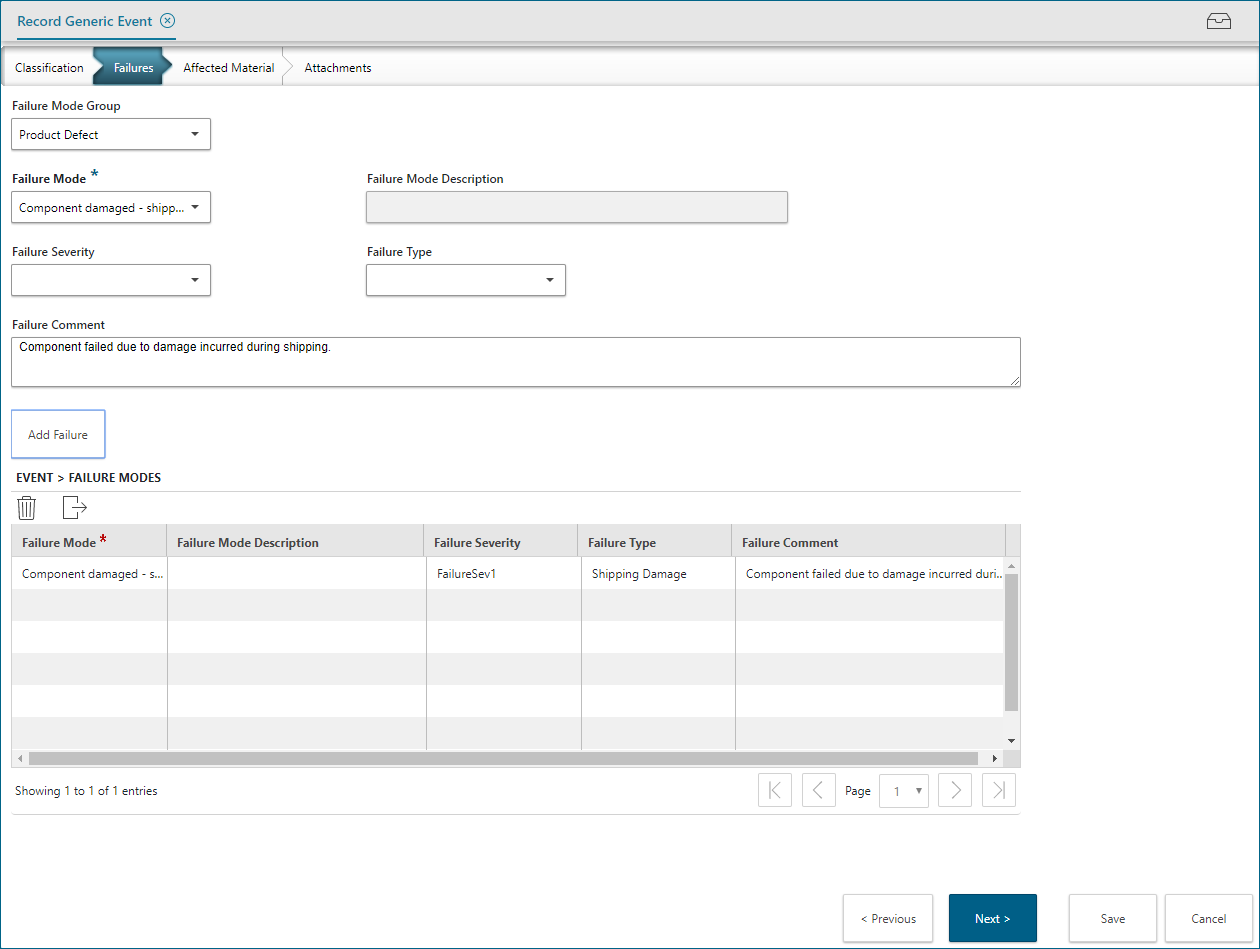 Record Generic Event
Classification Failures Affected Material Attachments
Failure Mode Group
Product Defect
Failure Mode * Failure Mode Description
Component damaged - shipp...
Failure Severity Failure Type
Failure Comment
Component failed due to damage incurred during shipping.
Add Failure
EVENT > FAILURE MODES
Failure Mode * Failure Mode Description Failure Severity Failure Type Failure Comment
Component damaged - s... FailureSev1 Shipping Damage Component failed due to damage incurred duri..
Showing 1 to 1 of 1 entries Page 1
< Previous Next > Save Cancel